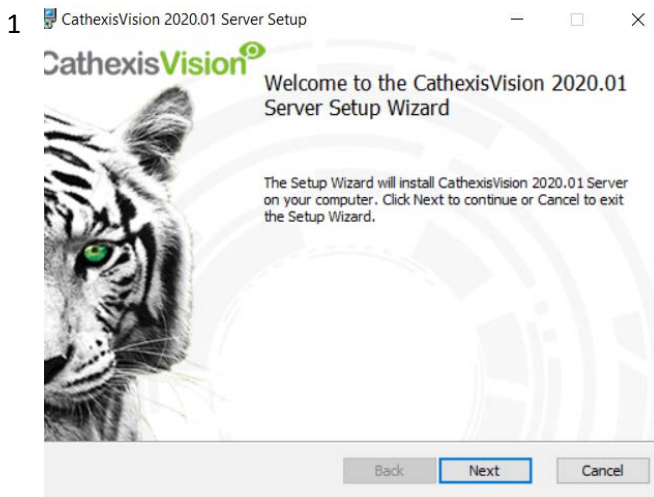 1
CathexisVision 2020.01 Server Setup
CathexisVision
Welcome to the CathexisVision 2020.01
Server Setup Wizard
The Setup Wizard will install CathexisVision 2020.01 Server
on your computer. Click Next to continue or Cancel to exit
the Setup Wizard.
Back Next Cancel